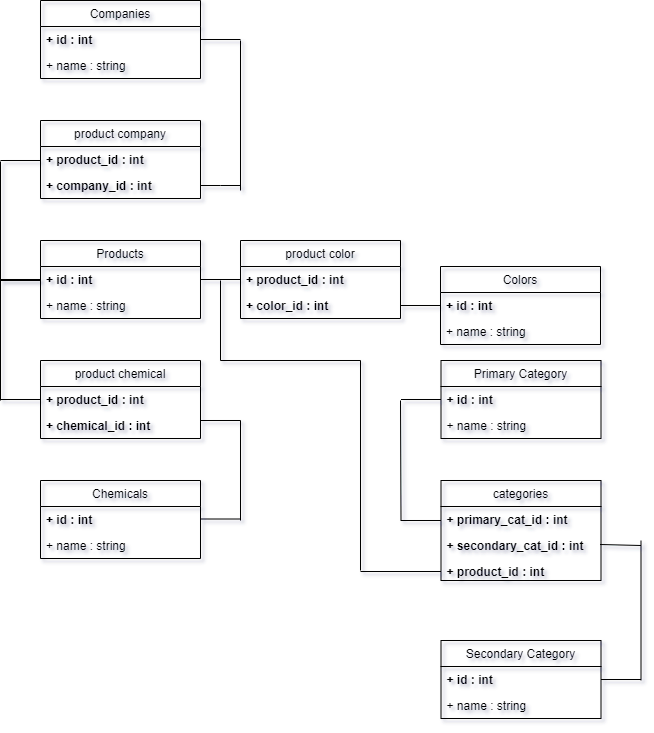 Companies
+ id : int
+ name : string
product company
+ product_id : int
+ company_id : int
Products
+ id : int
+ name : string
product color
+ product_id : int
+ color_id : int
Colors
+ id : int
+ name : string
product chemical
+ product_id : int
+ chemical_id : int
Primary Category
+ id : int
+ name : string
Chemicals
+ id : int
+ name : string
categories
+ primary_cat_id : int
+ secondary_cat_id : int
+ product_id : int
Secondary Category
+ id : int
+ name : string